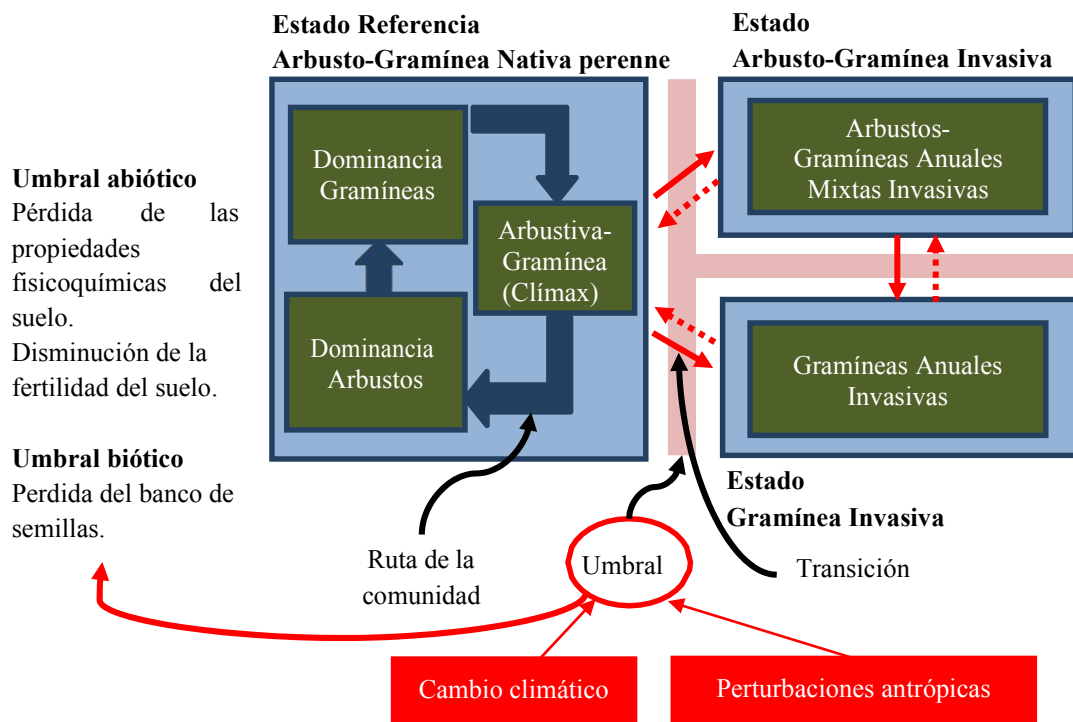 Estado Referencia
Arbusto-Gramínea Nativa perenne
Estado
Arbusto-Gramínea Invasiva
Dominancia
Gramíneas
Arbustiva-
Gramínea
(Clímax)
Dominancia
Arbustos
Arbustos-
Gramíneas Anuales
Mixtas Invasivas
Gramíneas Anuales
Invasivas
Umbral abiótico
Pérdida de las
propiedades
fisicoquímicas del
suelo.
Disminución de la
fertilidad del suelo.
Umbral biótico
Perdida del banco de
semillas.
Estado
Gramínea Invasiva
Ruta de la
comunidad
Umbral
Transición
Cambio climático
Perturbaciones antrópicas